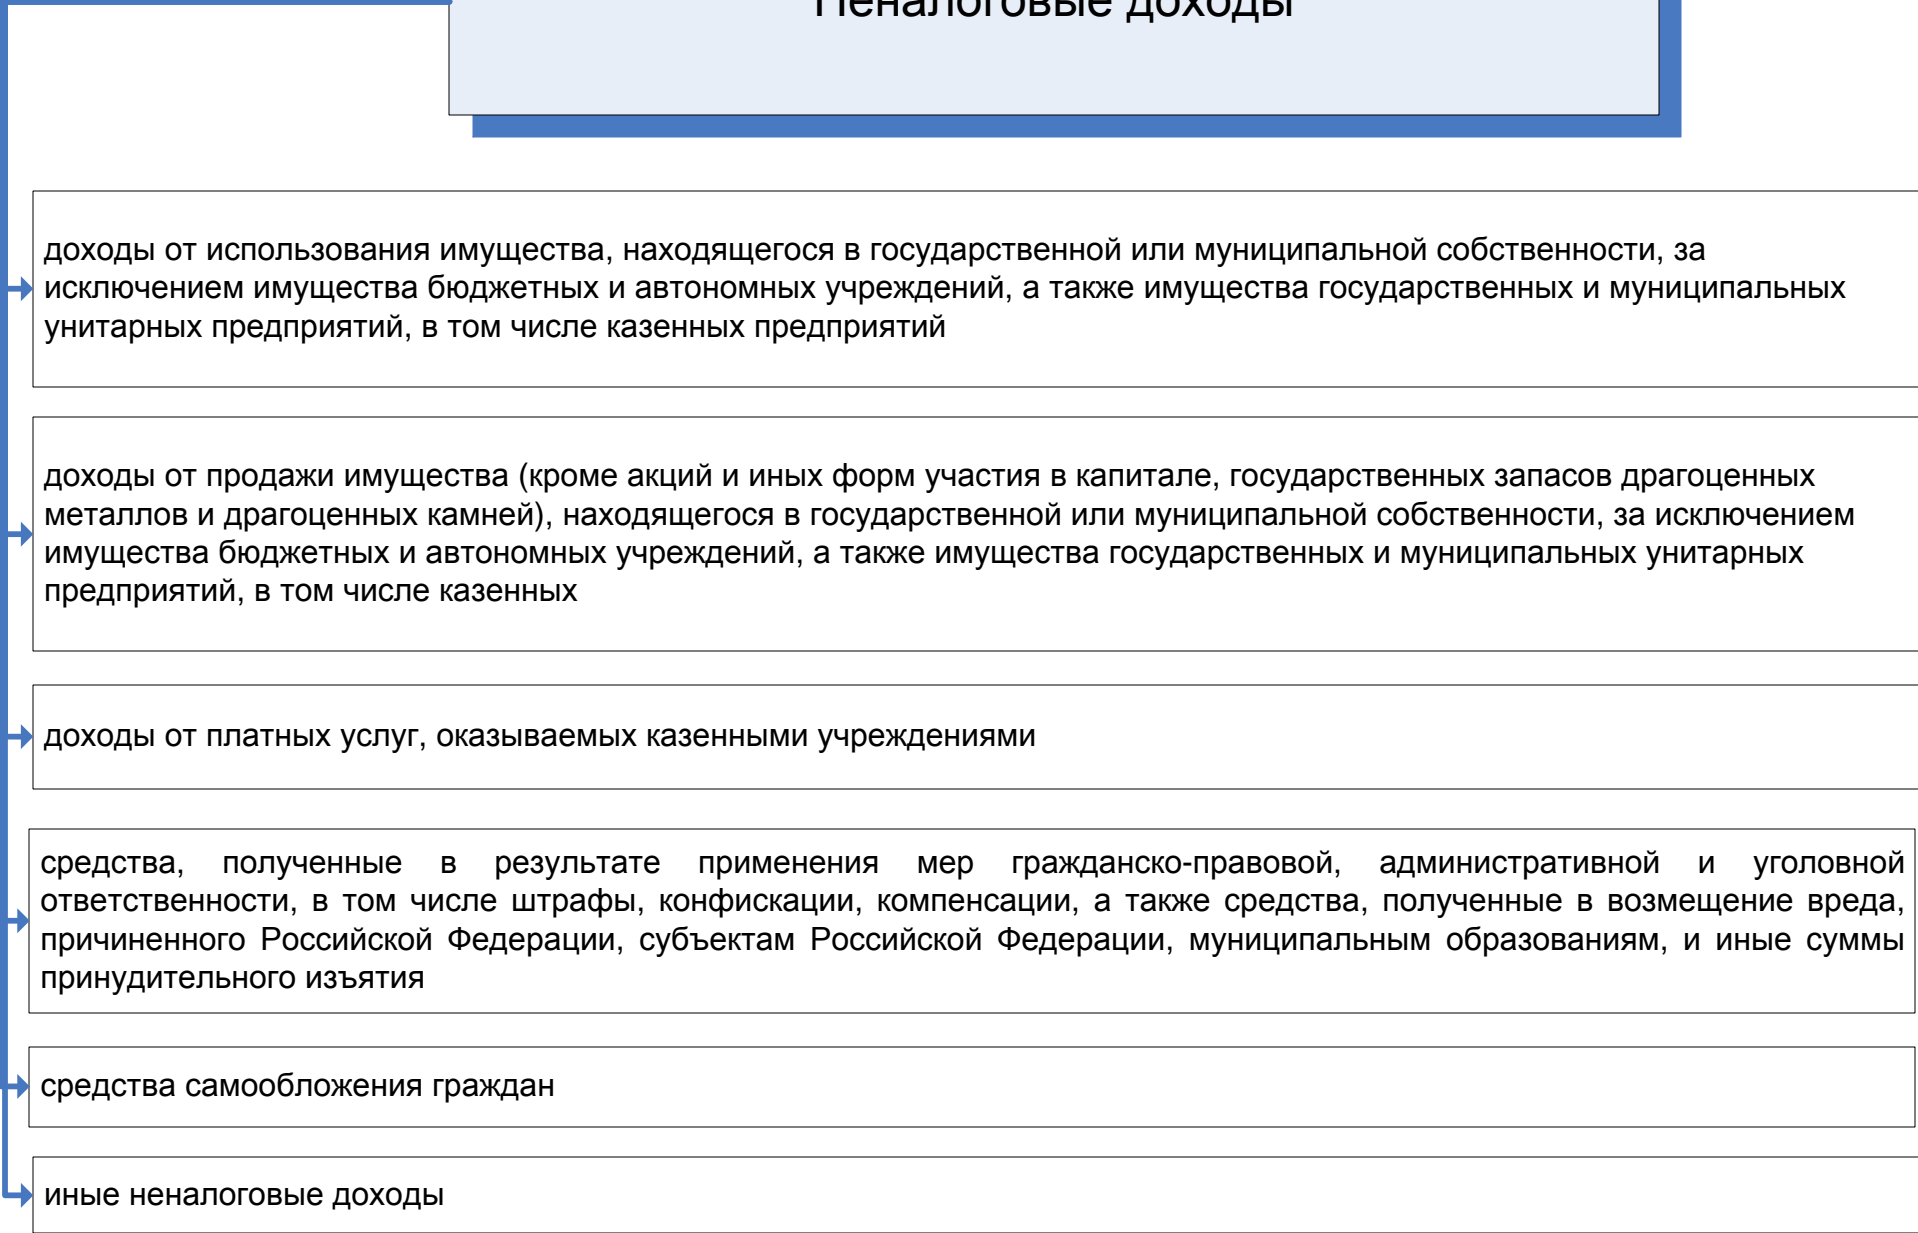 Неналоговые доходы
доходы от использования имущества, находящегося в государственной или муниципальной собственности, за
исключением имущества бюджетных и автономных учреждений, а также имущества государственных и муниципальных
унитарных предприятий, в том числе казенных предприятий
доходы от продажи имущества (кроме акций и иных форм участия в капитале, государственных запасов драгоценных
металлов и драгоценных камней), находящегося в государственной или муниципальной собственности, за исключением
имущества бюджетных и автономных учреждений, а также имущества государственных и муниципальных унитарных
предприятий, в том числе казенных
доходы от платных услуг, оказываемых казенными учреждениями
средства, полученные в результате применения мер гражданско-правовой, административной и уголовной
ответственности, в том числе штрафы, конфискации, компенсации, а также средства, полученные в возмещение вреда,
причиненного Российской Федерации, субъектам Российской Федерации, муниципальным образованиям, и иные суммы
принудительного изъятия
средства самообложения граждан
иные неналоговые доходы